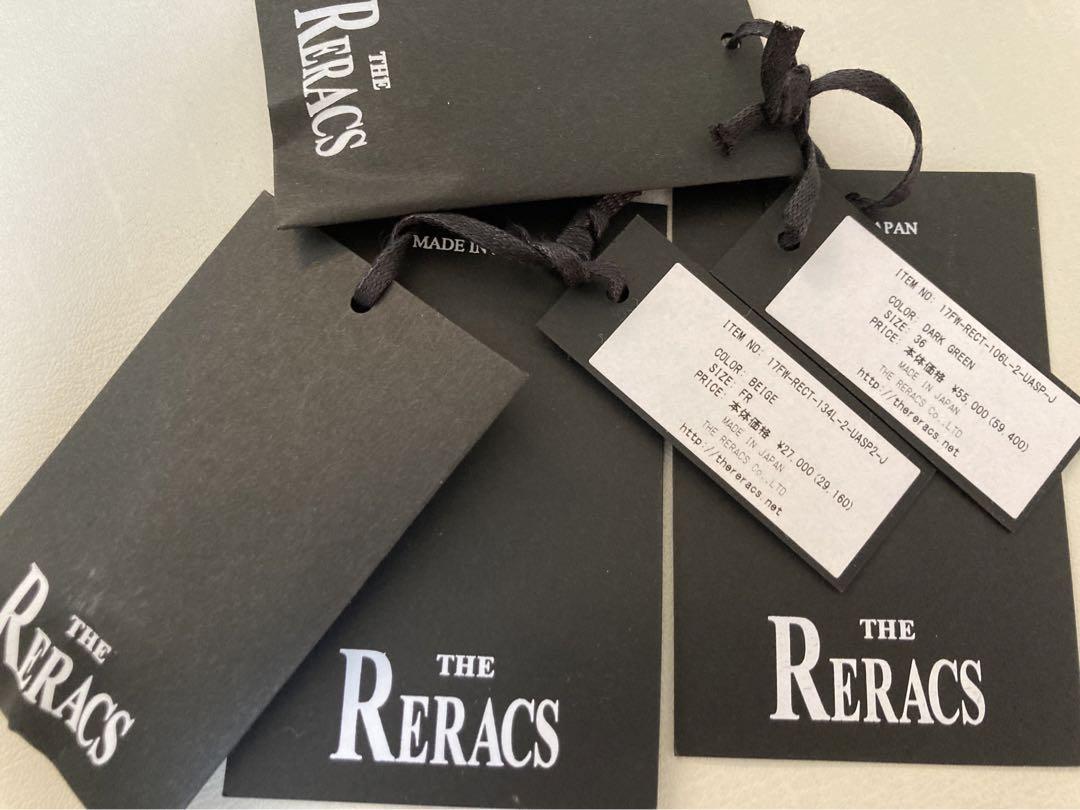 THE
RERACS
MADE IN
APAN
ITEM NO: 17FW-RECT-106L-2-UASP-J
COLOR: DARK GREEN
SIZE: 36
PRICE: 本体価格 ¥55,000(59,400)
MADE IN JAPAN
THE RERACS Co.,LTD
http://thereracs.net
ITEM NO: 17FW-RECT-134L-2-UASP2-J
COLOR: BEIGE
SIZE: FR
PRICE: 本体価格 ¥27,000(29,160)
MADE IN JAPAN
THE RERACS Co.,LTD
http://thereracs.net
THE
RERACS
THE
RERACS
THE
RERACS